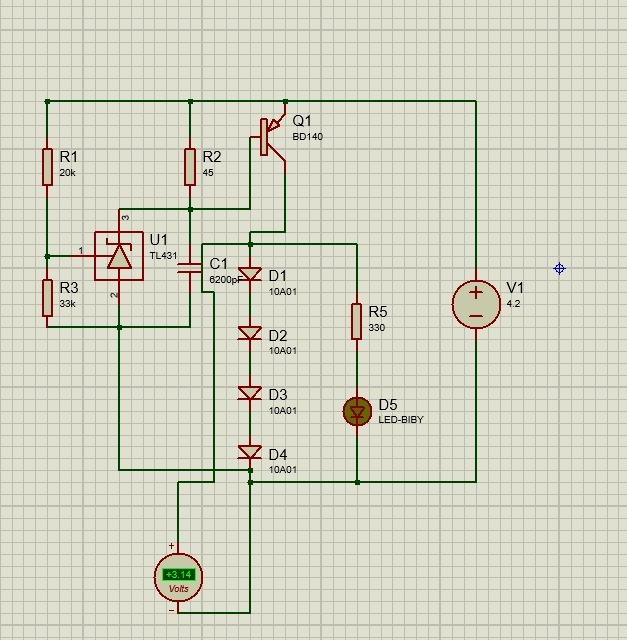 Q1
BD140
R1
20k
R2
45
3
1
U1
TL431
2
R3
33k
C1
6200pF
D1
10A01
D2
10A01
D3
10A01
D4
10A01
R5
330
D5
LED-BIBY
V1
4.2
+
+3.14
Volts